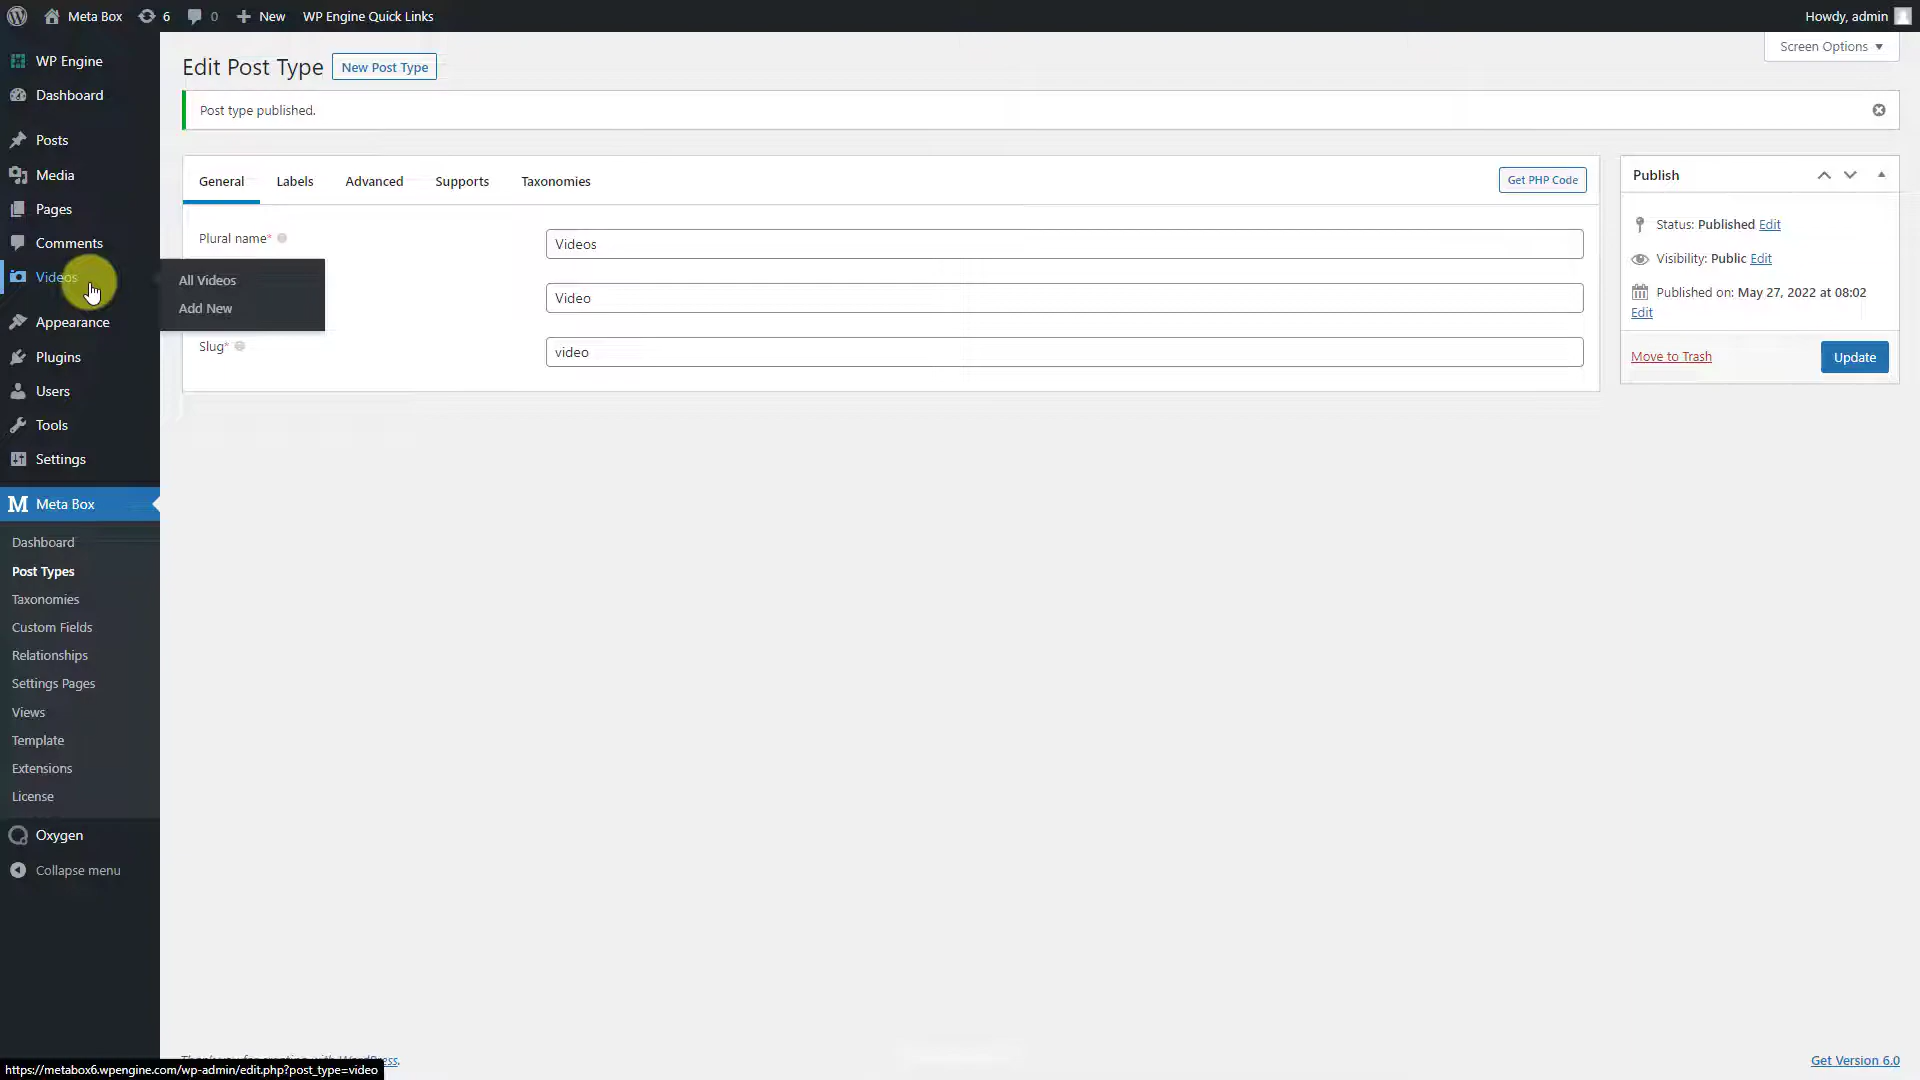 Meta Box 6 0 New WP Engine Quick Links Howdy, admin
Screen Options
WP Engine
Dashboard
Posts
Media
Pages
Comments
Videos
All Videos
Add New
Appearance
Plugins
Users
Tools
Settings
M Meta Box
Dashboard
Post Types
Taxonomies
Custom Fields
Relationships
Settings Pages
Views
Template
Extensions
License
Oxygen
Collapse menu
Edit Post Type New Post Type
Post type published.
General Labels Advanced Supports Taxonomies Get PHP Code
Plural name* Videos
Video
Slug* video
Publish
Status: Published Edit
Visibility: Public Edit
Published on: May 27, 2022 at 08:02
Edit
Move to Trash Update
Get Version 6.0
https://metabox6.wpengine.com/wp-admin/edit.php?post_type=video